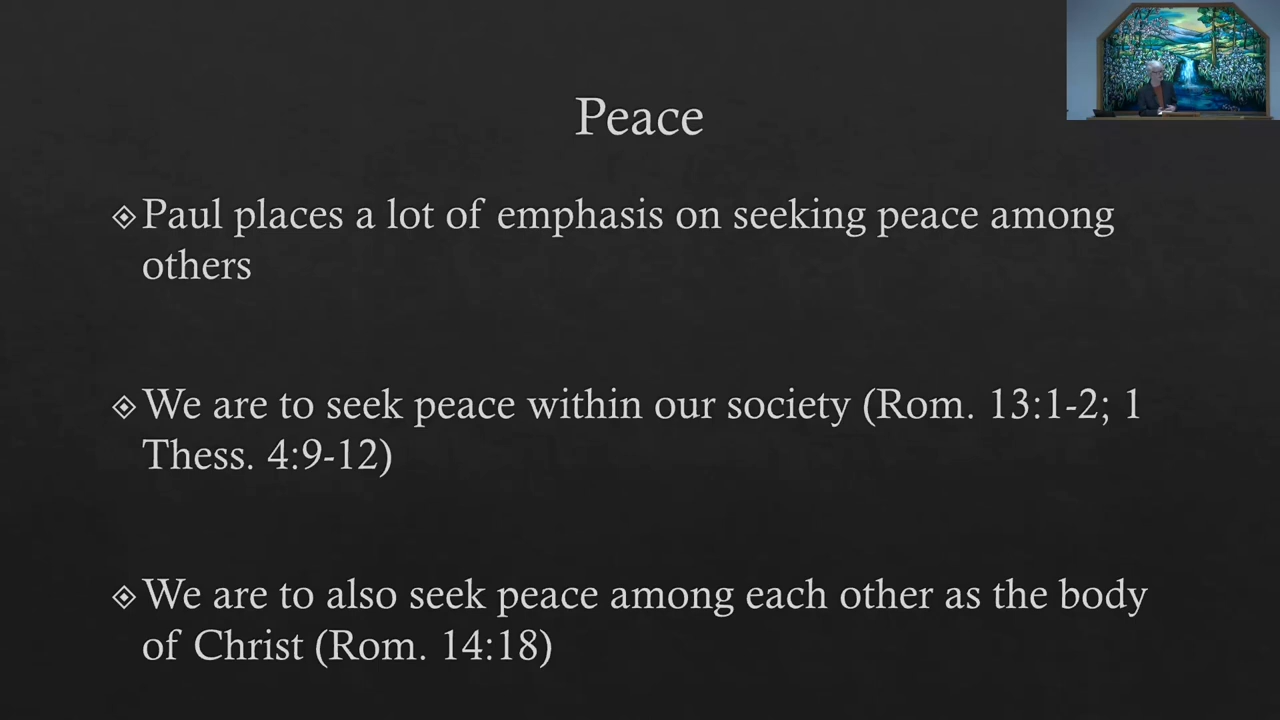 Peace
Paul places a lot of emphasis on seeking peace among
others
We are to seek peace within our society (Rom. 13:1-2; 1
Thess. 4:9-12)
We are to also seek peace among each other as the body
of Christ (Rom. 14:18)